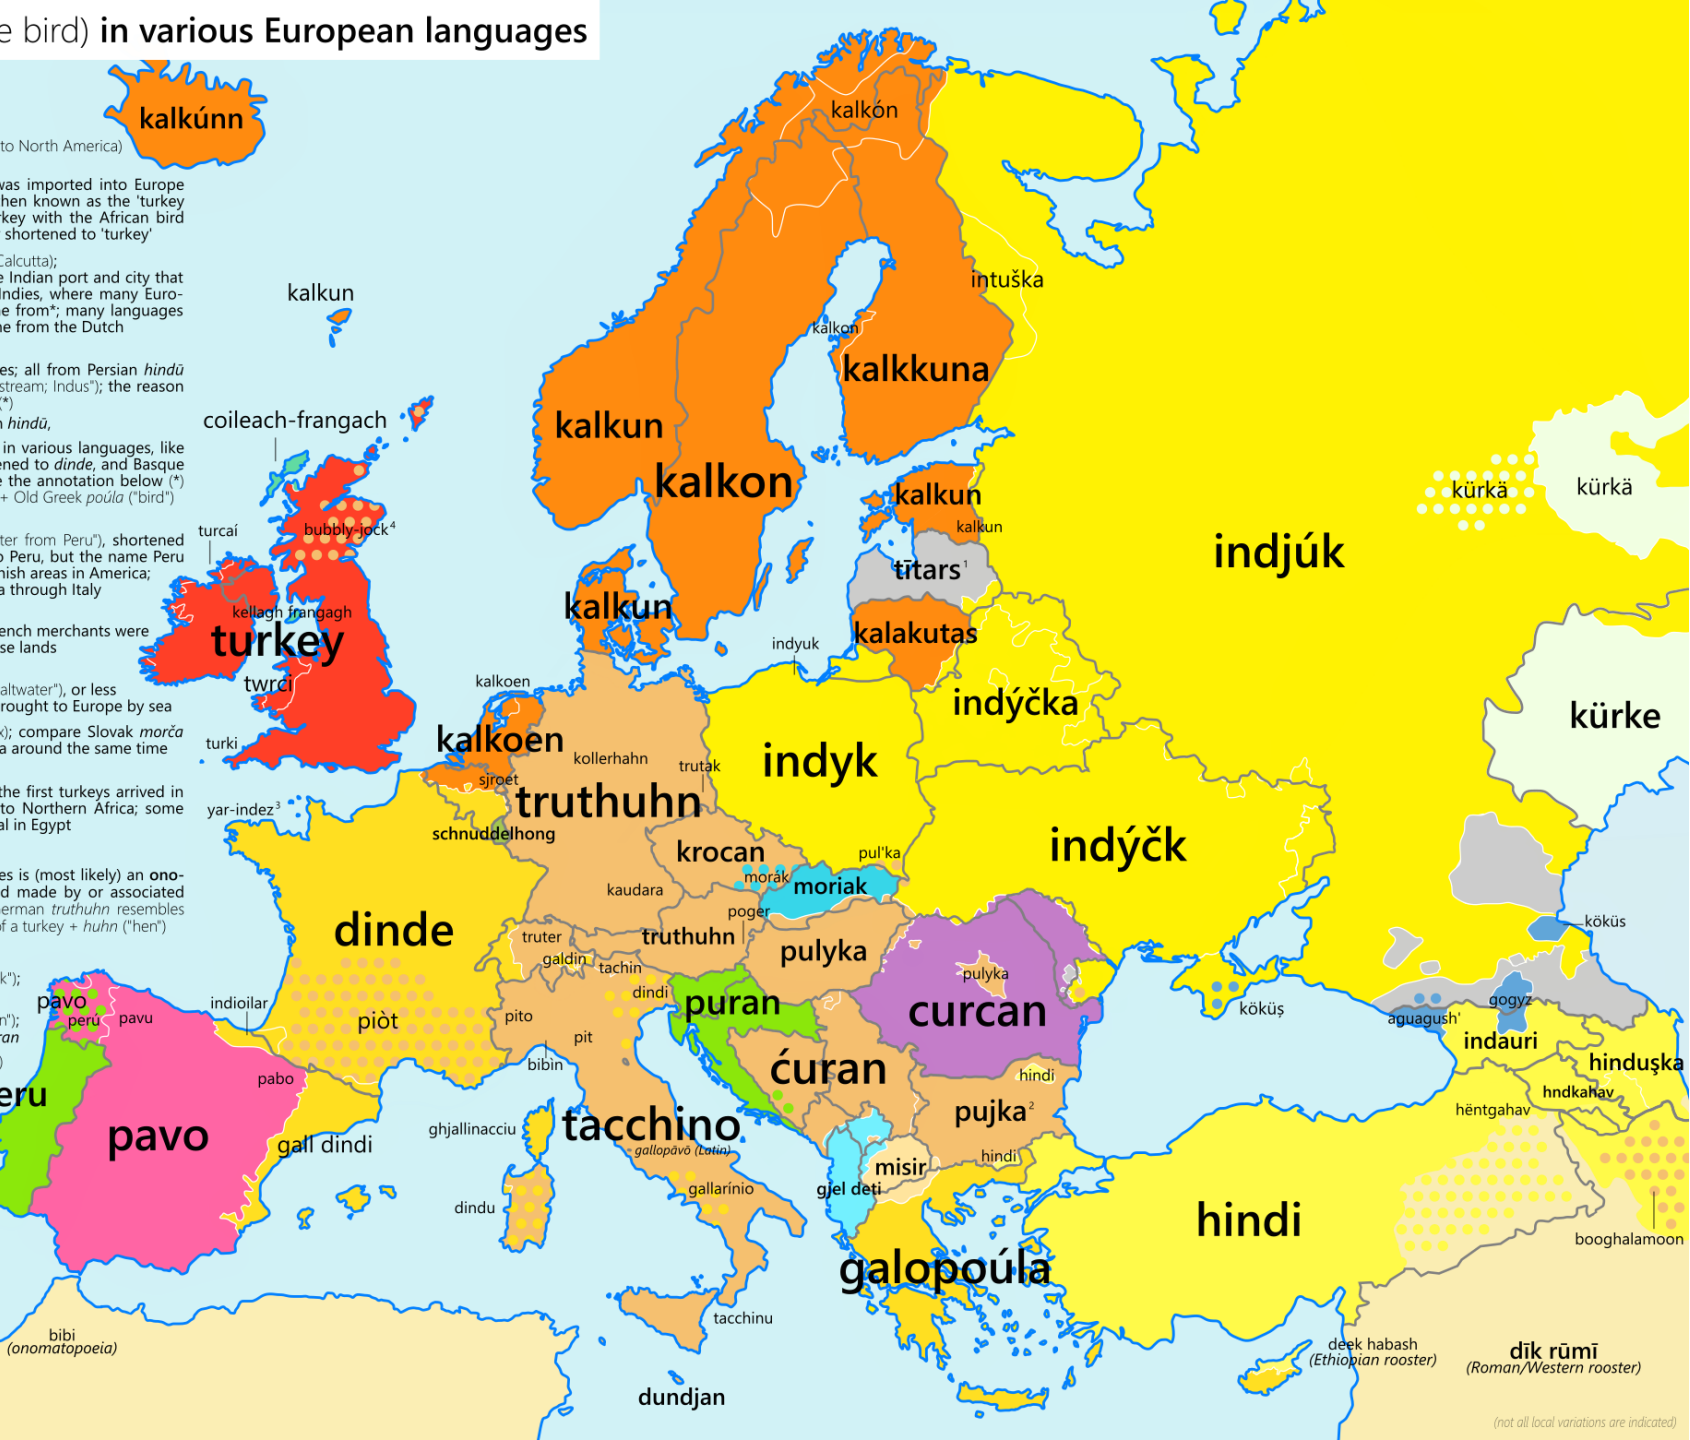 e bird) in various European languages
to North America)
was imported into Europe
then known as the 'turkey
rkey with the African bird
shortened to 'turkey'
Calcutta);
e Indian port and city that
Indies, where many Euro-
e from*; many languages
ne from the Dutch
es; all from Persian hindū
stream; Indus"); the reason
(*)
n hindū,
in various languages, like
ened to dinde, and Basque
e the annotation below (*)
+ Old Greek poúla ("bird")
ter from Peru"), shortened
o Peru, but the name Peru
nish areas in America;
a through Italy
ench merchants were
se lands
altwater"), or less
rought to Europe by sea
x); compare Slovak morča
a around the same time
the first turkeys arrived in
to Northern Africa; some
al in Egypt
es is (most likely) an ono-
d made by or associated
herman truthuhn resembles
of a turkey + huhn ("hen")
k");
n");
ran
)
kalkúnn
kalkón
kalkun
intuška
kalkon
kalkkuna
coileach-frangach
kalkun
kalkon
kalkun
kalkun
kürkä
kürkä
turcaí
bubbly-jock4
indjúk
tītars1
kellagh frangagh
turkey
kalkun
kalakutas
indyuk
twrci
kalkoen
indýčka
kürke
turki
kalkoen
kollerhahn
trutak
indyk
sjroet
truthuhn
yar-indez3
schnuddelhong
krocan
pul'ka
indýčk
morák
moriak
kaudara
poger
dinde
truter
truthuhn
pulyka
köküs
galdin
tachin
pulyka
pavo
indioilar
dindi
puran
curcan
köküş
gogyz
perú
pavu
piòt
pito
aguagush'
pit
indauri
bibin
ćuran
hinduşka
eru
pabo
hindi
hndkahav
pavo
gall dindi
ghjallinacciu
tacchino
pujka2
hëntgahav
gallopāvō (Latin)
hindi
misir
gjel deti
gallarínio
dindu
hindi
booghalamoon
galopoúla
tacchinu
bibi
(onomatopoeia)
deek habash
(Ethiopian rooster)
dīk rūmī
(Roman/Western rooster)
dundjan
(not all local variations are indicated)